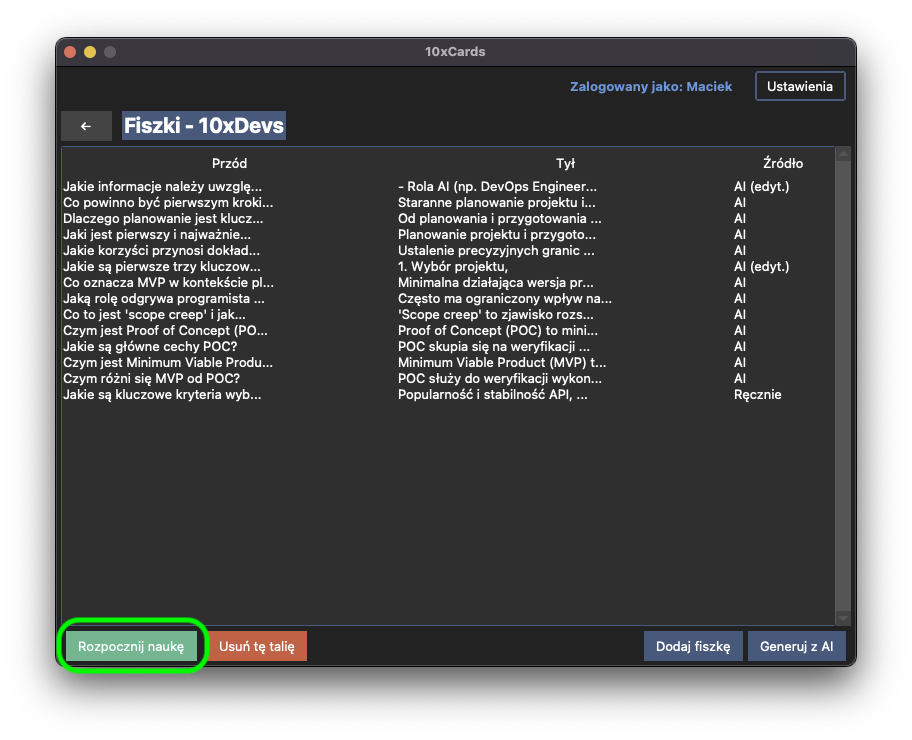 10xCards
Zalogowany jako: Maciek Ustawienia
← Fiszki - 10xDevs
Przód Tył Źródło
Jakie informacje należy uwzglę... - Rola AI (np. DevOps Engineer... AI (edyt.)
Co powinno być pierwszym kroki... Staranne planowanie projektu i... AI
Dlaczego planowanie jest klucz... Od planowania i przygotowania ... AI
Jaki jest pierwszy i najważnie... Planowanie projektu i przygoto... AI
Jakie korzyści przynosi dokład... Ustalenie precyzyjnych granic ... AI
Jakie są pierwsze trzy kluczow... 1. Wybór projektu, AI (edyt.)
Co oznacza MVP w kontekście pl... Minimalna działająca wersja pr... AI
Jaką rolę odgrywa programista ... Często ma ograniczony wpływ na... AI
Co to jest 'scope creep' i jak... 'Scope creep' to zjawisko rozs... AI
Czym jest Proof of Concept (PO... Proof of Concept (POC) to mini... AI
Jakie są główne cechy POC? POC skupia się na weryfikacji ... AI
Czym jest Minimum Viable Produ... Minimum Viable Product (MVP) t... AI
Czym różni się MVP od POC? POC służy do weryfikacji wykon... AI
Jakie są kluczowe kryteria wyb... Popularność i stabilność API, ... Ręcznie
Rozpocznij naukę Usuń tę talię Dodaj fiszkę Generuj z AI